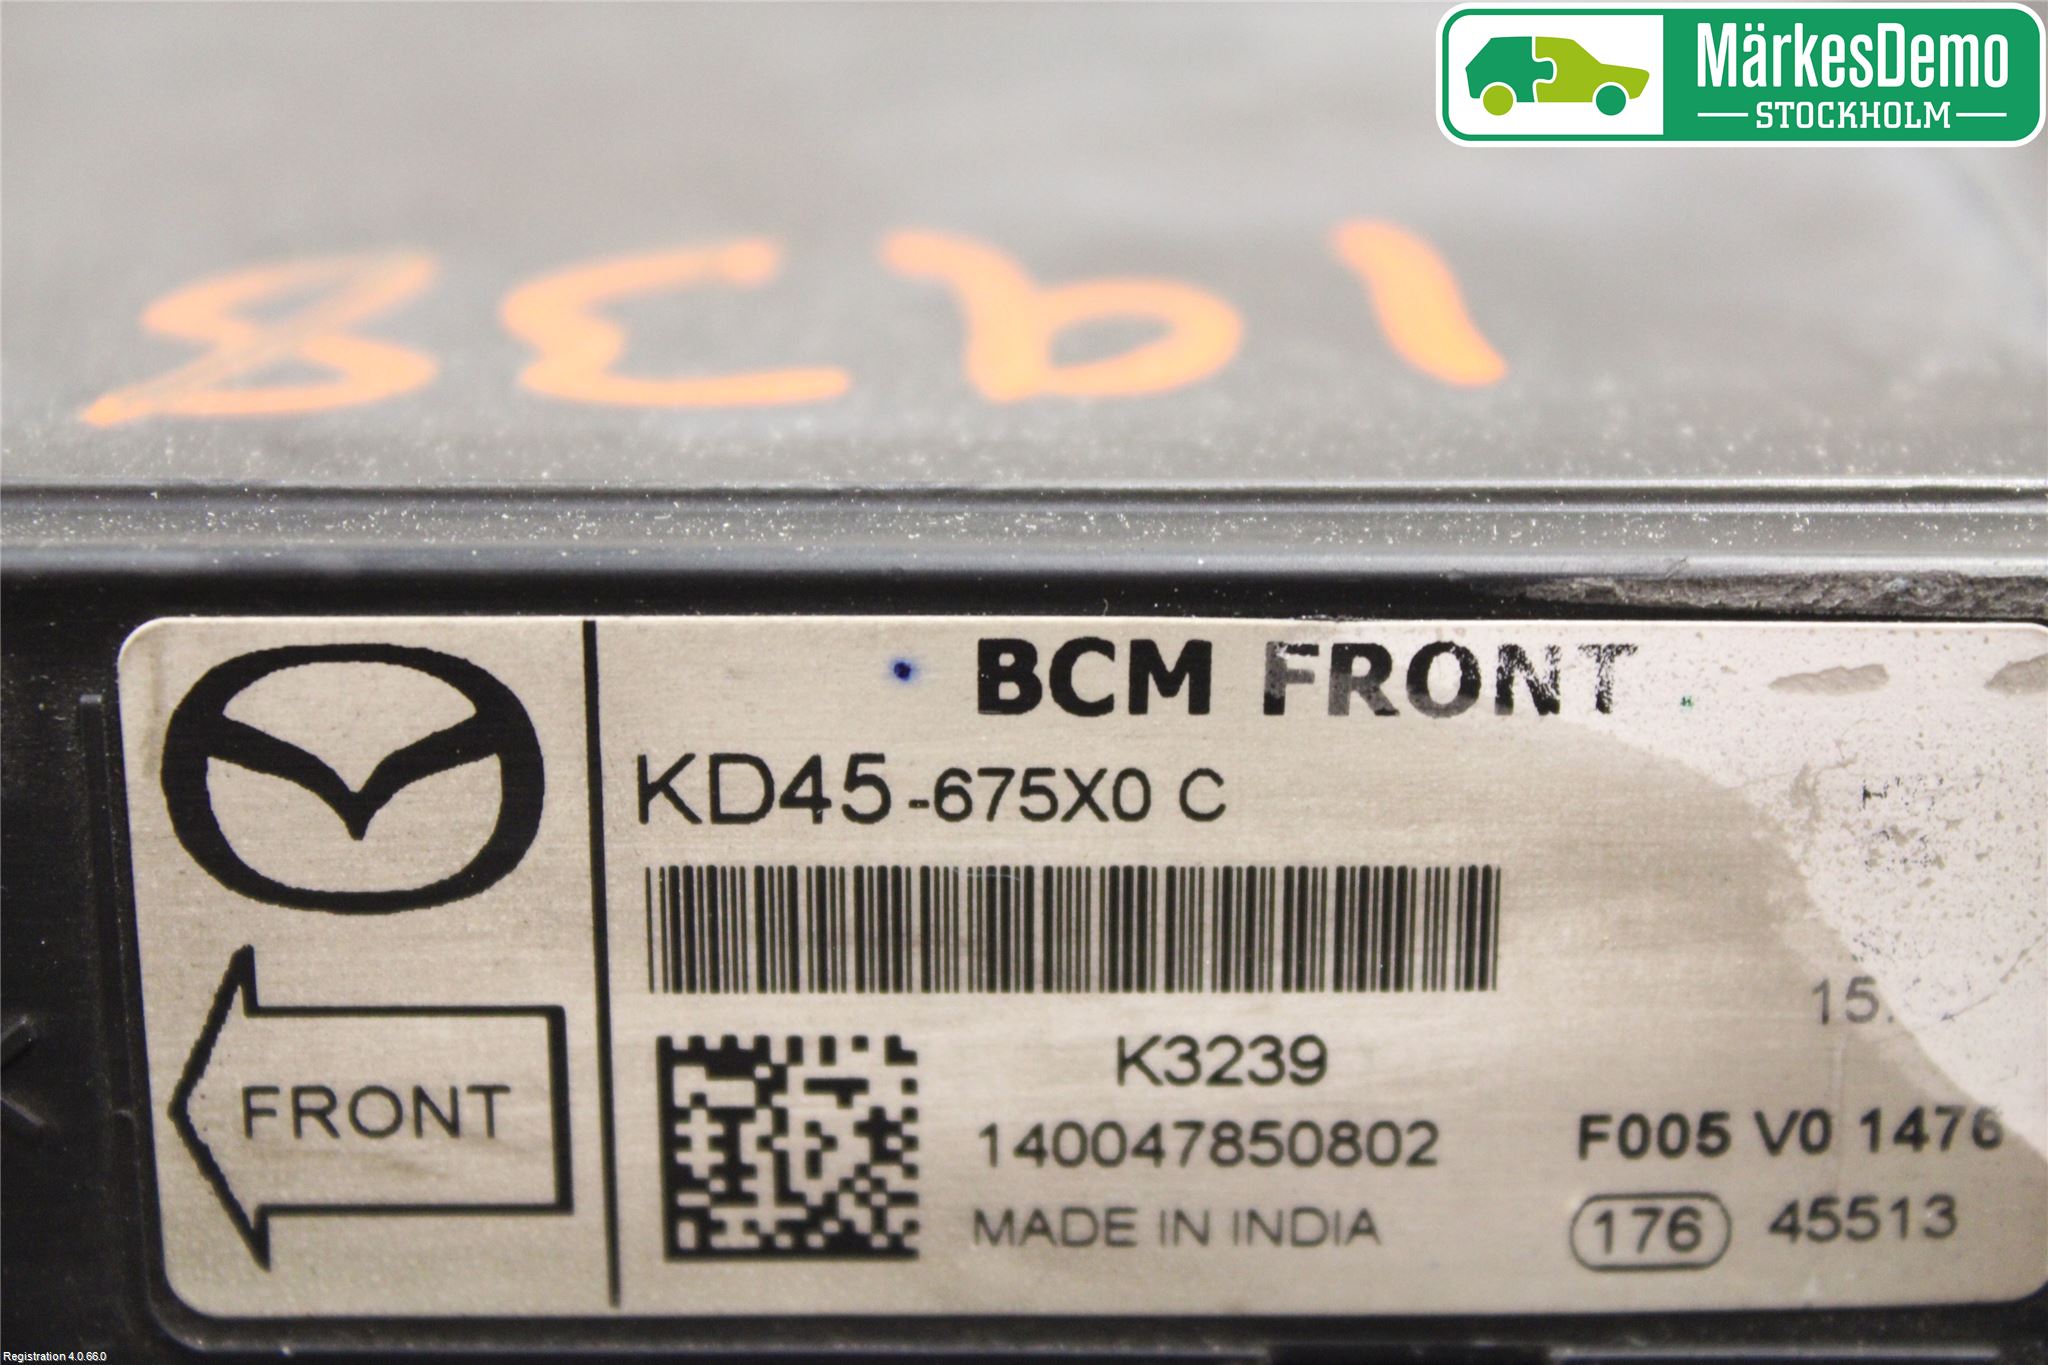 MärkesDemo
STOCKHOLM
BCM FRONT
KD45-675X0 C
K3239
15.
140047850802
F005 V0 1476
MADE IN INDIA
176 45513
FRONT
Registration 4.0.66.0